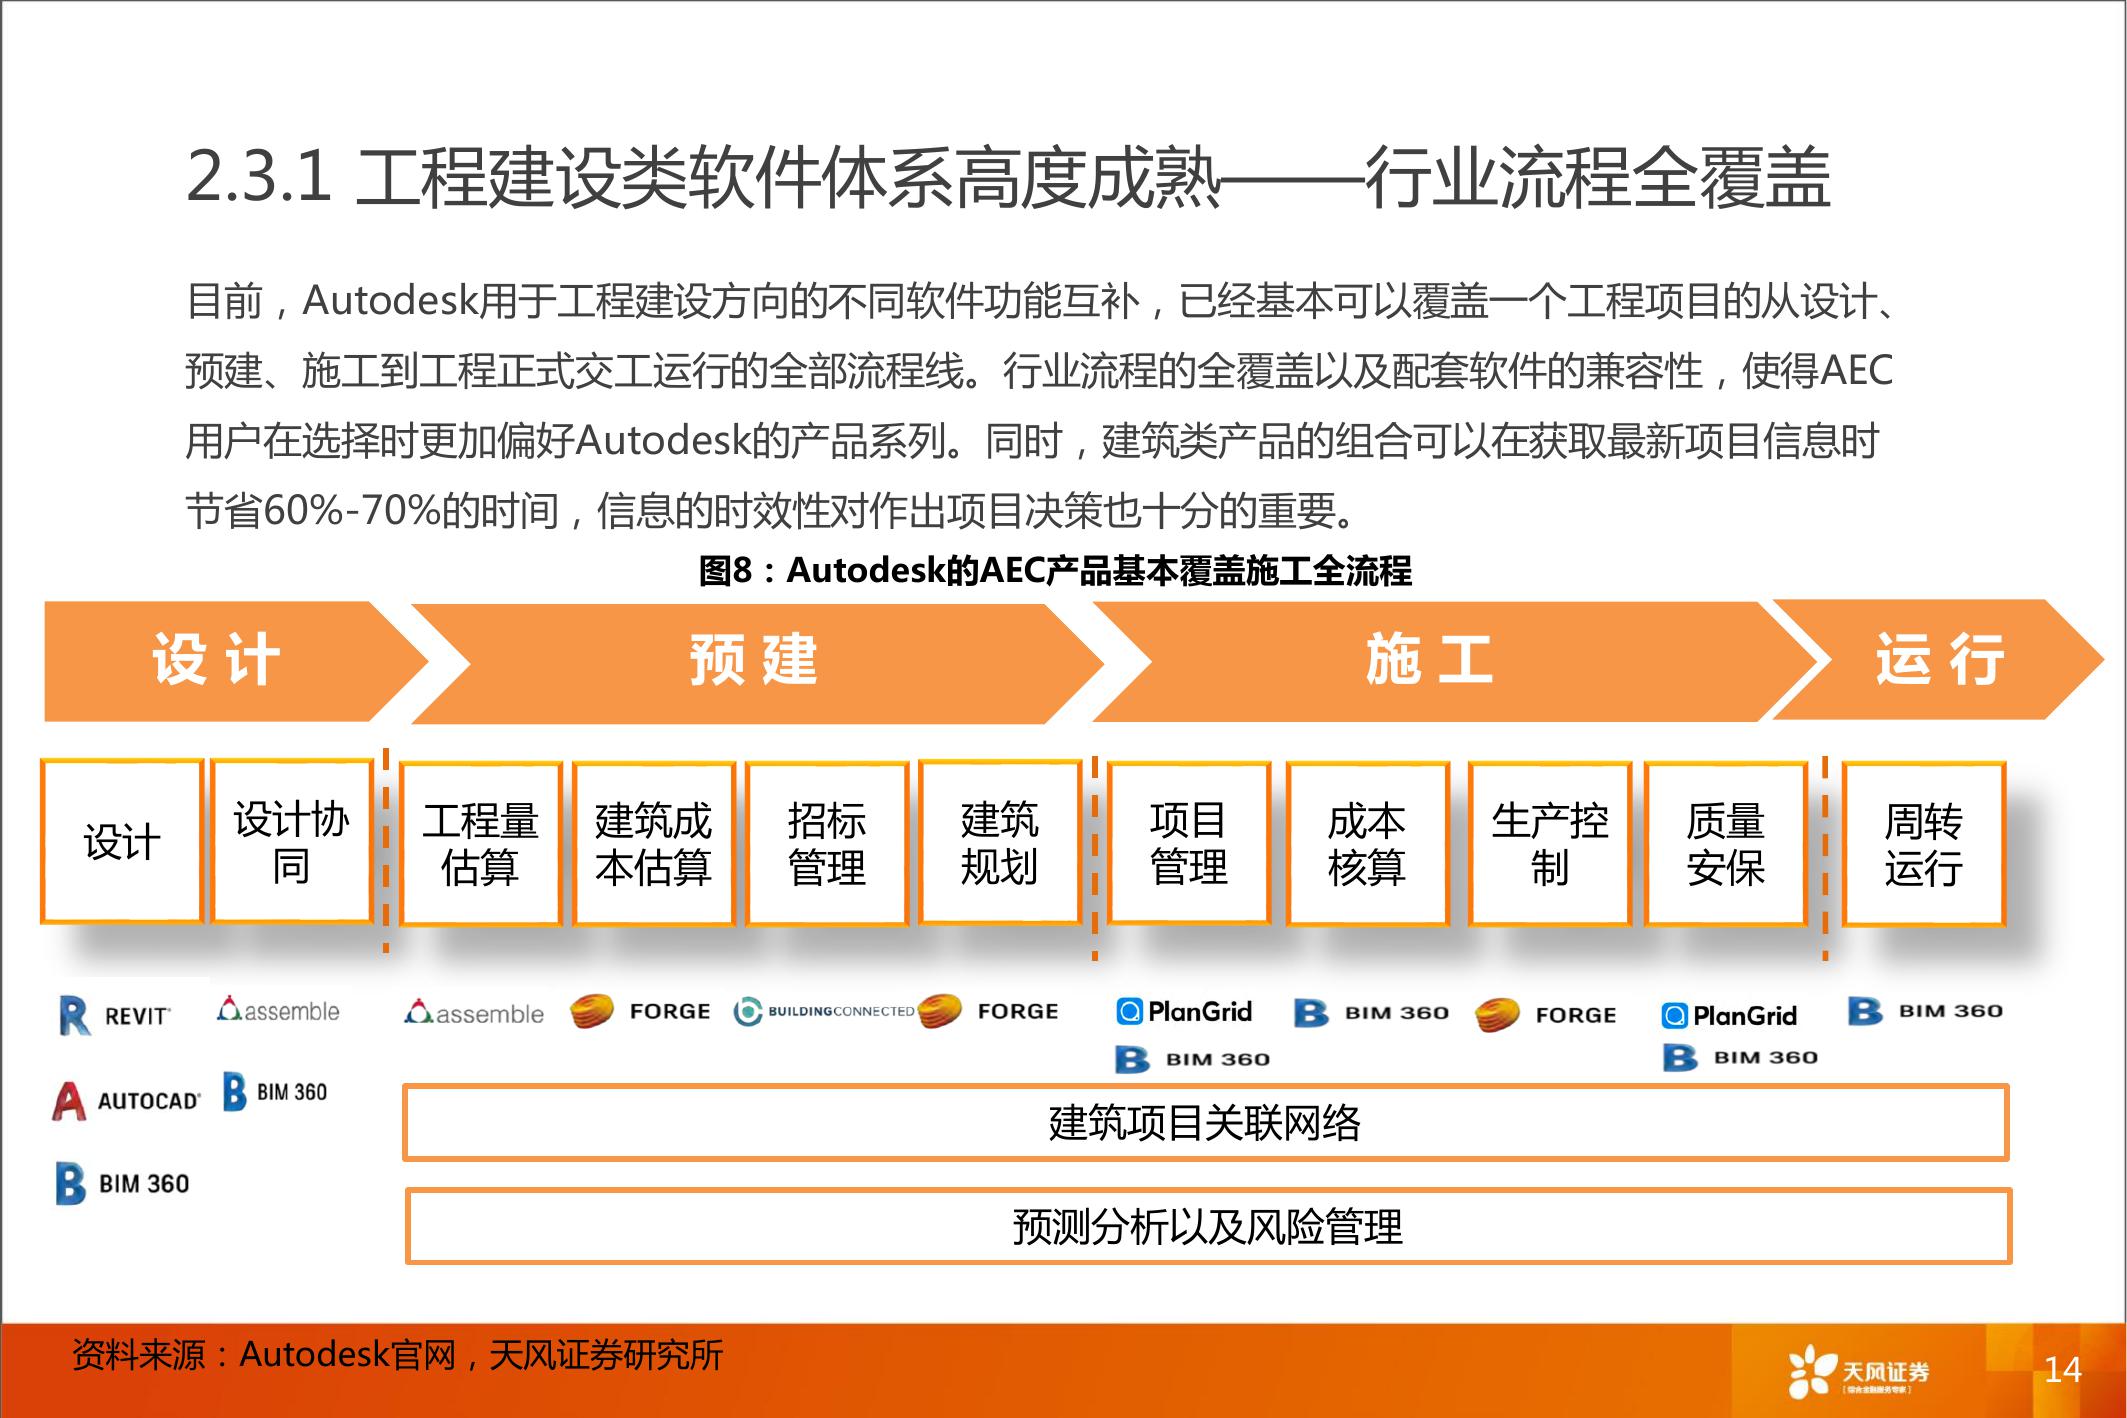 2.3.1 工程建设类软件体系高度成熟——行业流程全覆盖
目前，Autodesk用于工程建设方向的不同软件功能互补，已经基本可以覆盖一个工程项目的从设计、
预建、施工到工程正式交工运行的全部流程线。行业流程的全覆盖以及配套软件的兼容性，使得AEC
用户在选择时更加偏好Autodesk的产品系列。同时，建筑类产品的组合可以在获取最新项目信息时
节省60%-70%的时间，信息的时效性对作出项目决策也十分的重要。
图8：Autodesk的AEC产品基本覆盖施工全流程
设 计
预 建
施 工
运 行
设计
设计协
同
工程量
估算
建筑成
本估算
招标
管理
建筑
规划
项目
管理
成本
核算
生产控
制
质量
安保
周转
运行
REVIT
assemble
assemble
FORGE
BUILDINGCONNECTED
FORGE
PlanGrid
BIM 360
FORGE
PlanGrid
BIM 360
BIM 360
BIM 360
AUTOCAD
BIM 360
BIM 360
建筑项目关联网络
预测分析以及风险管理
资料来源：Autodesk官网，天风证券研究所
天风证券
[综合金融服务专家]
14